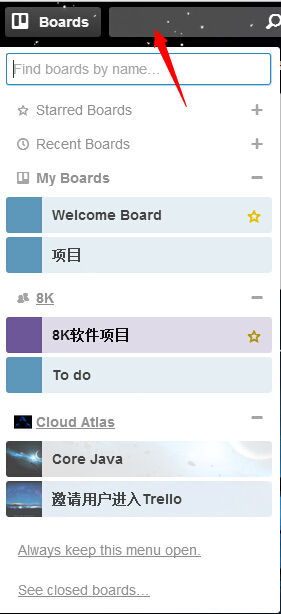 Boards
Find boards by name...
Starred Boards
Recent Boards
My Boards
Welcome Board
项目
8K
8K软件项目
To do
Cloud Atlas
Core Java
邀请用户进入Trello
Always keep this menu open.
See closed boards...